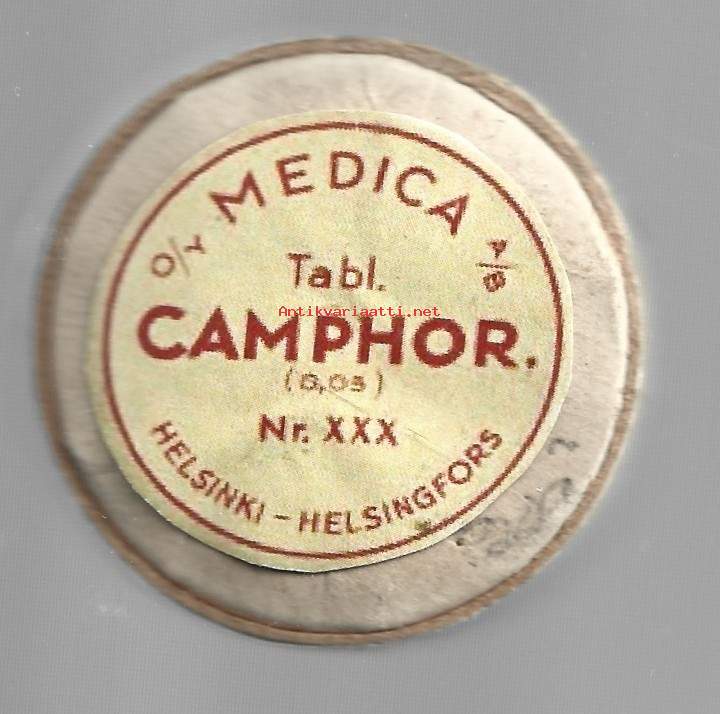 O/Y MEDICA A/B
Tabl.
Antikvariaatti.net
CAMPHOR.
(0,05)
Nr. XXX
HELSINKI - HELSINGFORS